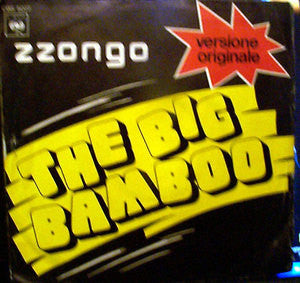 zzongo
versione
originale
THE BIG
BAMBOO